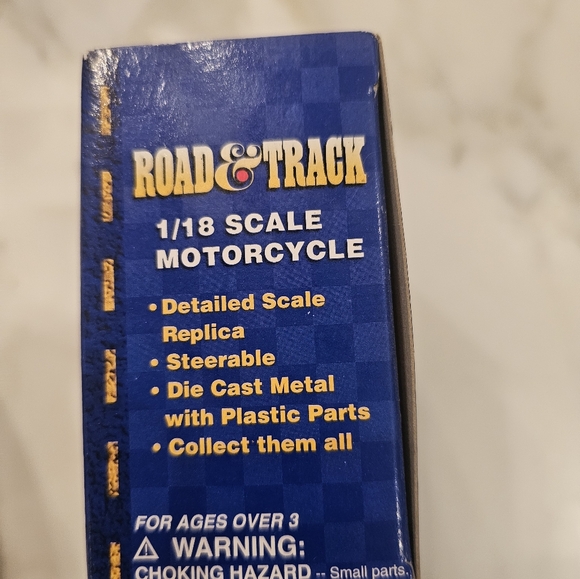 ROAD & TRACK
1/18 SCALE
MOTORCYCLE
• Detailed Scale
Replica
• Steerable
• Die Cast Metal
with Plastic Parts
• Collect them all
FOR AGES OVER 3
⚠ WARNING:
CHOKING HAZARD -- Small parts.